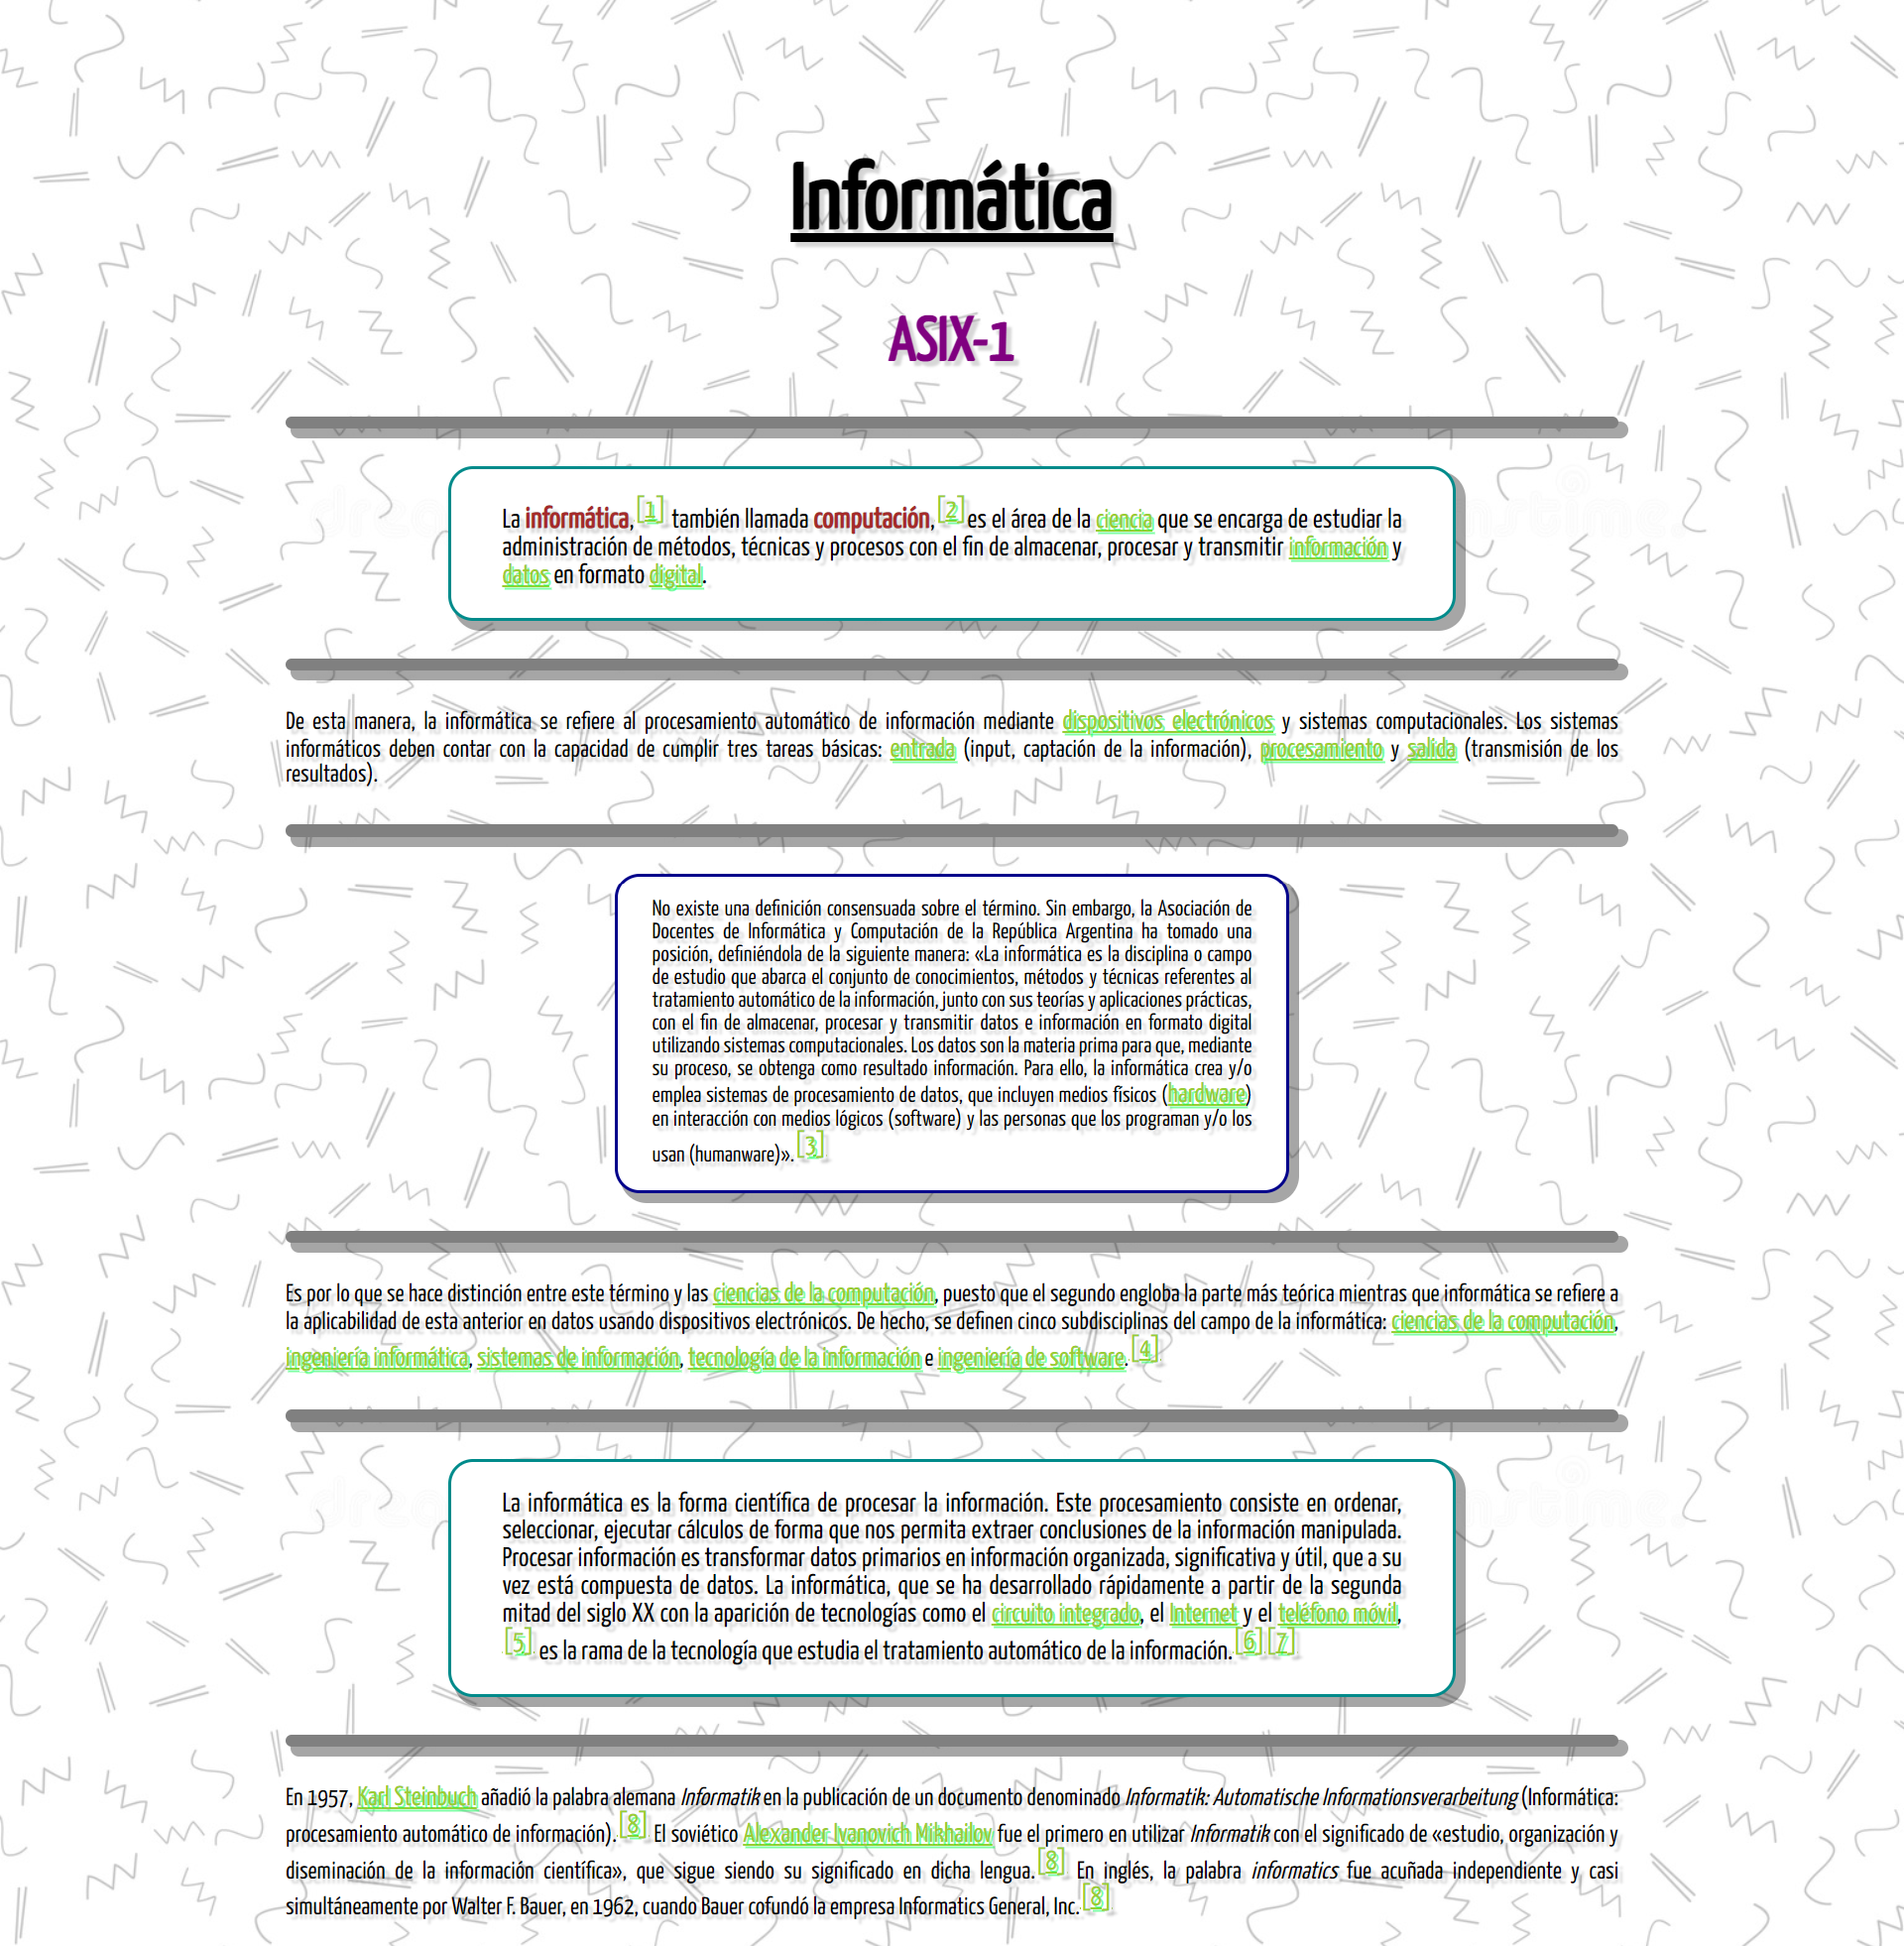 Informática
ASIX-1
La informática,[1] también llamada computación,[2] es el área de la ciencia que se encarga de estudiar la
administración de métodos, técnicas y procesos con el fin de almacenar, procesar y transmitir información y
datos en formato digital.
De esta manera, la informática se refiere al procesamiento automático de información mediante dispositivos electrónicos y sistemas computacionales. Los sistemas
informáticos deben contar con la capacidad de cumplir tres tareas básicas: entrada (input, captación de la información), procesamiento y salida (transmisión de los
resultados).
No existe una definición consensuada sobre el término. Sin embargo, la Asociación de
Docentes de Informática y Computación de la República Argentina ha tomado una
posición, definiéndola de la siguiente manera: «La informática es la disciplina o campo
de estudio que abarca el conjunto de conocimientos, métodos y técnicas referentes al
tratamiento automático de la información, junto con sus teorías y aplicaciones prácticas,
con el fin de almacenar, procesar y transmitir datos e información en formato digital
utilizando sistemas computacionales. Los datos son la materia prima para que, mediante
su proceso, se obtenga como resultado información. Para ello, la informática crea y/o
emplea sistemas de procesamiento de datos, que incluyen medios físicos (hardware)
en interacción con medios lógicos (software) y las personas que los programan y/o los
usan (humanware)».[3]
Es por lo que se hace distinción entre este término y las ciencias de la computación, puesto que el segundo engloba la parte más teórica mientras que informática se refiere a
la aplicabilidad de esta anterior en datos usando dispositivos electrónicos. De hecho, se definen cinco subdisciplinas del campo de la informática: ciencias de la computación,
ingeniería informática, sistemas de información, tecnología de la información e ingeniería de software.[4]
La informática es la forma científica de procesar la información. Este procesamiento consiste en ordenar,
seleccionar, ejecutar cálculos de forma que nos permita extraer conclusiones de la información manipulada.
Procesar información es transformar datos primarios en información organizada, significativa y útil, que a su
vez está compuesta de datos. La informática, que se ha desarrollado rápidamente a partir de la segunda
mitad del siglo XX con la aparición de tecnologías como el circuito integrado, el Internet y el teléfono móvil,
[5] es la rama de la tecnología que estudia el tratamiento automático de la información.[6][7]
En 1957, Karl Steinbuch añadió la palabra alemana Informatik en la publicación de un documento denominado Informatik: Automatische Informationsverarbeitung (Informática:
procesamiento automático de información).[8] El soviético Alexander Ivanovich Mikhailov fue el primero en utilizar Informatik con el significado de «estudio, organización y
diseminación de la información científica», que sigue siendo su significado en dicha lengua.[8] En inglés, la palabra informatics fue acuñada independiente y casi
simultáneamente por Walter F. Bauer, en 1962, cuando Bauer cofundó la empresa Informatics General, Inc.[8]